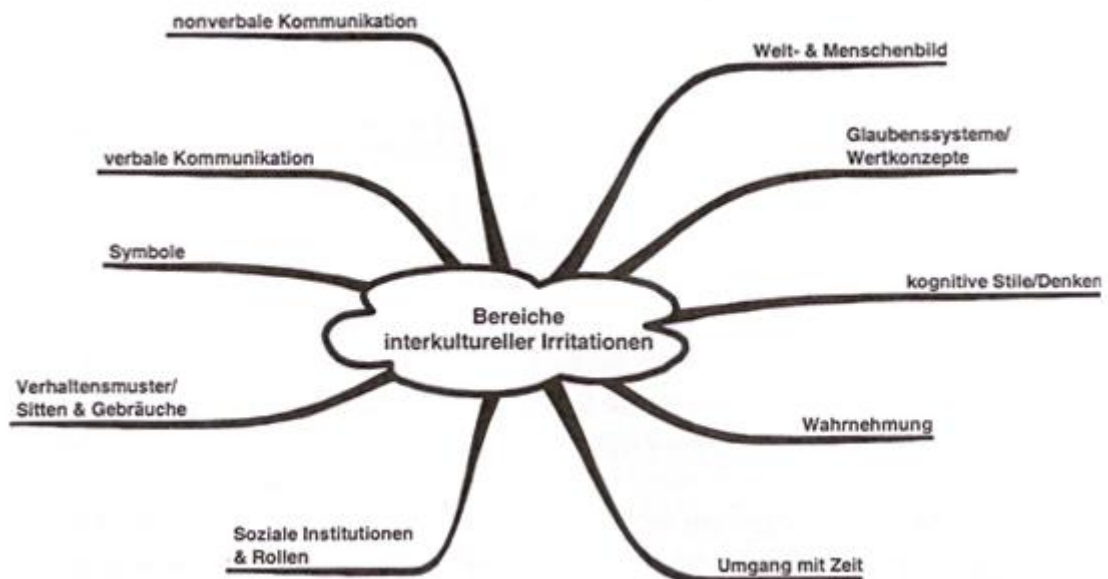 nonverbale Kommunikation
Welt- & Menschenbild
Glaubenssysteme/
Wertkonzepte
verbale Kommunikation
Symbole
kognitive Stile/Denken
Bereiche
interkultureller Irritationen
Verhaltensmuster/
Sitten & Gebräuche
Wahrnehmung
Soziale Institutionen
& Rollen
Umgang mit Zeit